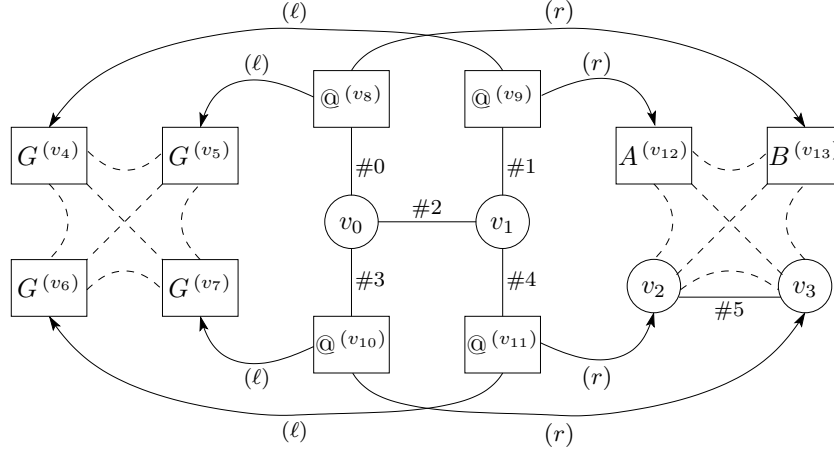 (ℓ) (r)
(ℓ) @(v8) @(v9) (r)
G(v4) G(v5) A(v12) B(v13)
#0 #1
v0 #2 v1
#3 #4
G(v6) G(v7) v2 #5 v3
(ℓ) @(v10) @(v11) (r)
(ℓ) (r)